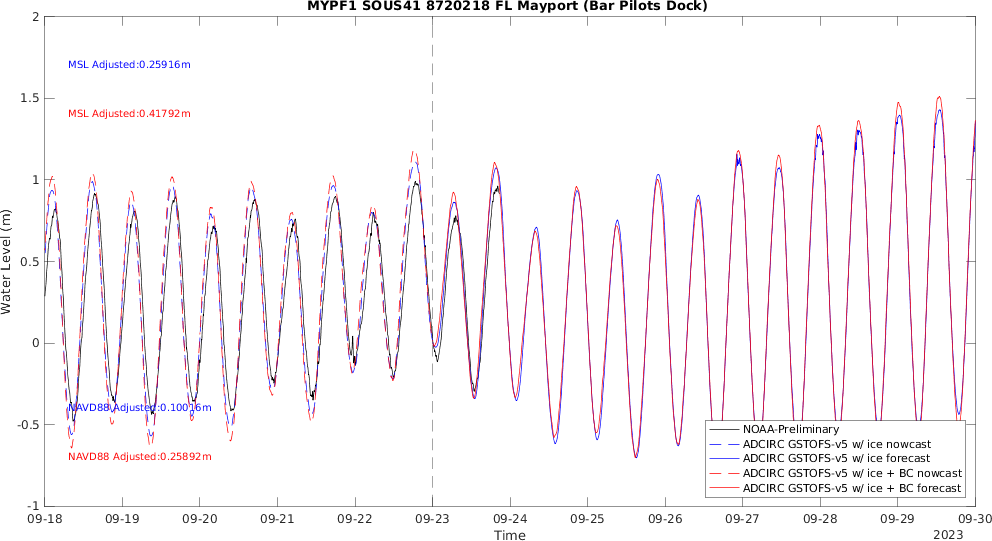 MYPF1 SOUS41 8720218 FL Mayport (Bar Pilots Dock)
2
1.5
1
0.5
0
-0.5
-1
Water Level (m)
MSL Adjusted:0.25916m
MSL Adjusted:0.41792m
NAVD88 Adjusted:0.10016m
NAVD88 Adjusted:0.25892m
NOAA-Preliminary
ADCIRC GSTOFS-v5 w/ ice nowcast
ADCIRC GSTOFS-v5 w/ ice forecast
ADCIRC GSTOFS-v5 w/ ice + BC nowcast
ADCIRC GSTOFS-v5 w/ ice + BC forecast
09-18 09-19 09-20 09-21 09-22 09-23 09-24 09-25 09-26 09-27 09-28 09-29 09-30
Time
2023